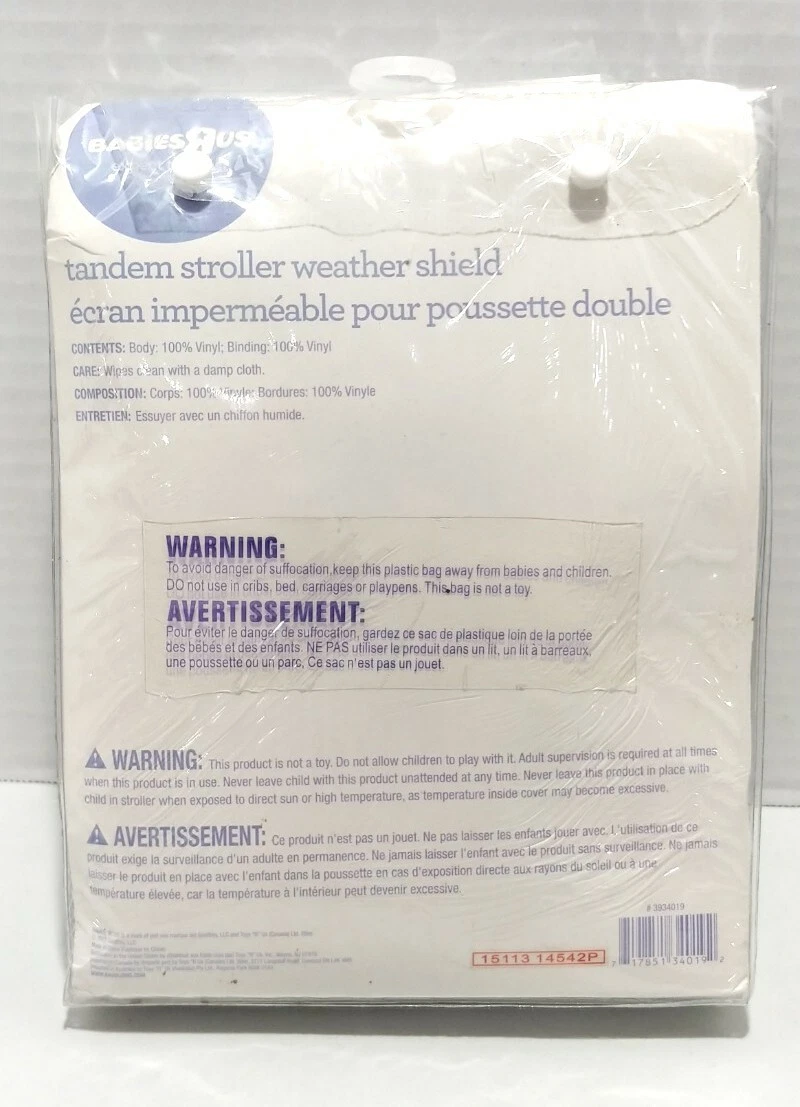 BABIES R US
tandem stroller weather shield
écran imperméable pour poussette double
CONTENTS: Body: 100% Vinyl; Binding: 100% Vinyl
CARE: Wipes clean with a damp cloth.
COMPOSITION: Corps: 100% Vinyle; Bordures: 100% Vinyle
ENTRETIEN: Essuyer avec un chiffon humide.
WARNING:
To avoid danger of suffocation,keep this plastic bag away from babies and children.
DO not use in cribs, bed, carriages or playpens. This bag is not a toy.
AVERTISSEMENT:
Pour éviter le danger de suffocation, gardez ce sac de plastique loin de la portée
des bébés et des enfants. NE PAS utiliser le produit dans un lit, un lit à barreaux,
une poussette ou un parc, Ce sac n'est pas un jouet.
WARNING: This product is not a toy. Do not allow children to play with it. Adult supervision is required at all times
when this product is in use. Never leave child with this product unattended at any time. Never leave this product in place with
child in stroller when exposed to direct sun or high temperature, as temperature inside cover may become excessive.
AVERTISSEMENT: Ce produit n'est pas un jouet. Ne pas laisser les enfants jouer avec. L'utilisation de ce
produit exige la surveillance d'un adulte en permanence. Ne jamais laisser l'enfant avec le produit sans surveillance. Ne jamais
laisser le produit en place avec l'enfant dans la poussette en cas d'exposition directe aux rayons du soleil ou à une
température élevée, car la température à l'intérieur peut devenir excessive.
# 3934019
15113 14542P
7 17851 34019 2